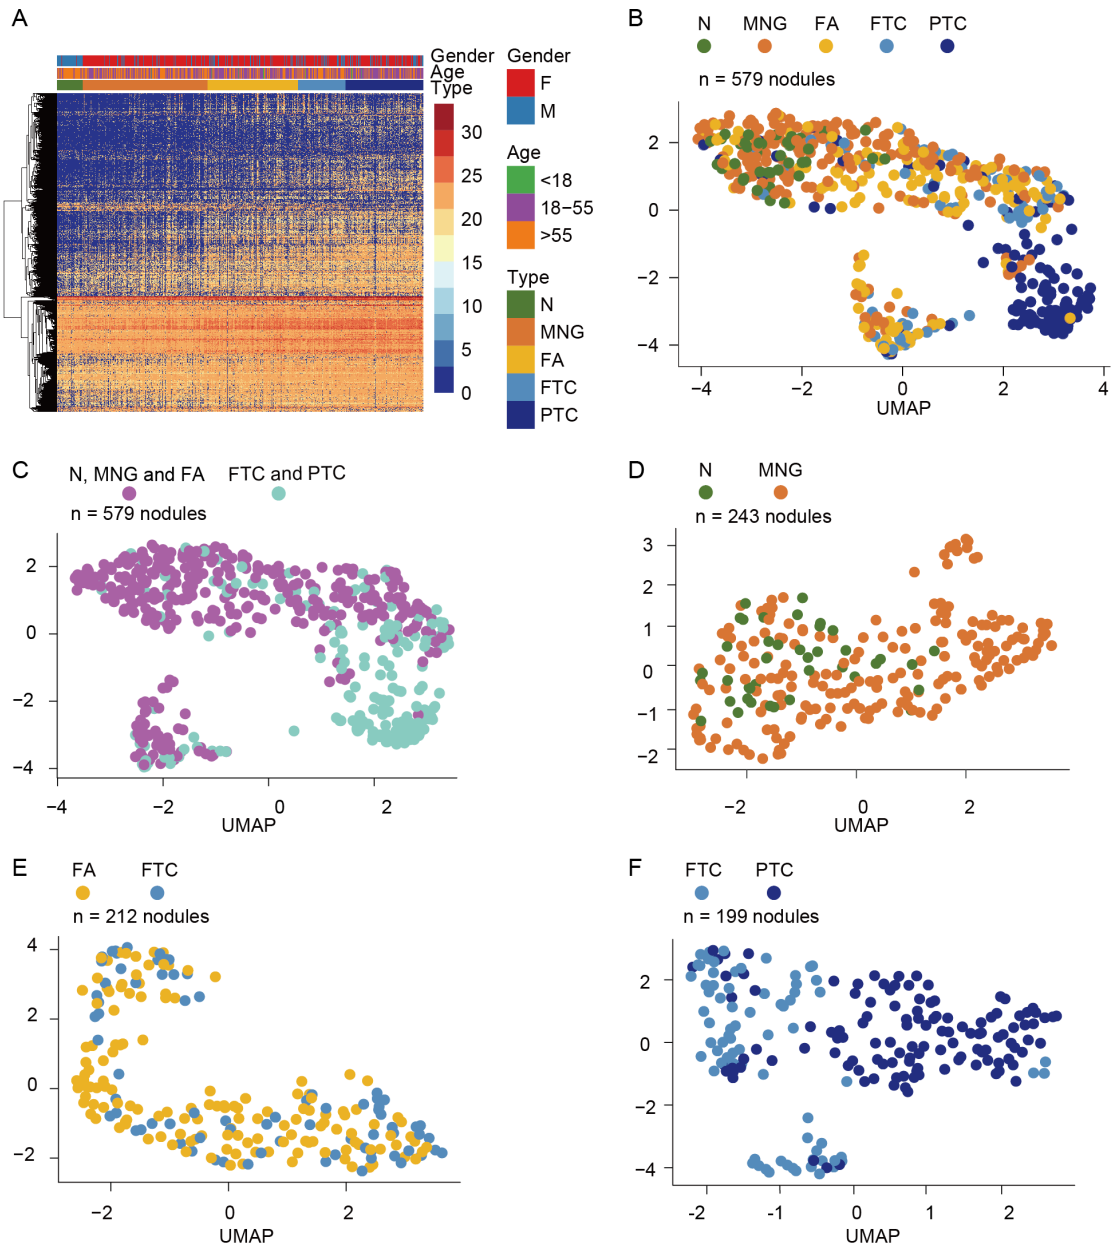 A
Gender
Age
Type
30
25
20
15
10
5
0
Gender
F
M
Age
<18
18−55
>55
Type
N
MNG
FA
FTC
PTC
B
N MNG FA FTC PTC
n = 579 nodules
2
0
−2
−4
−4 −2 0 2 4
UMAP
C
N, MNG and FA FTC and PTC
n = 579 nodules
2
0
−2
−4
−4 −2 0 2
UMAP
D
N MNG
n = 243 nodules
3
2
1
0
−1
−2
−2 0 2
UMAP
E
FA FTC
n = 212 nodules
4
2
0
−2
−2 0 2
UMAP
F
FTC PTC
n = 199 nodules
2
0
−2
−4
-2 -1 0 1 2
UMAP